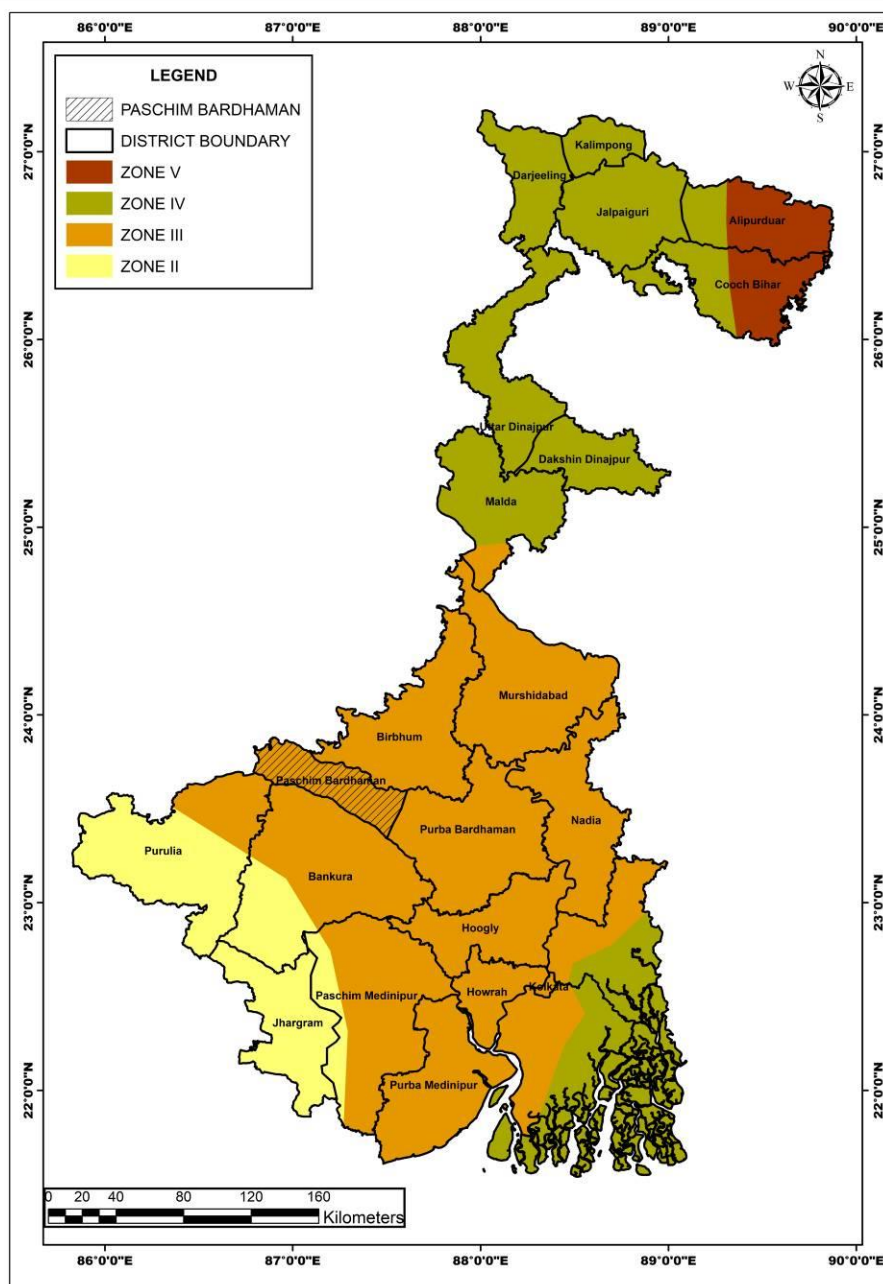 86°0'0"E 87°0'0"E 88°0'0"E 89°0'0"E 90°0'0"E
LEGEND
PASCHIM BARDHAMAN
DISTRICT BOUNDARY
ZONE V
ZONE IV
ZONE III
ZONE II
N
W E
S
27°0'0"N 27°0'0"N
Kalimpong
Darjeeling
Jalpaiguri
Alipurduar
Cooch Bihar
26°0'0"N 26°0'0"N
Uttar Dinajpur
Dakshin Dinajpur
Malda
25°0'0"N 25°0'0"N
Murshidabad
24°0'0"N 24°0'0"N
Birbhum
Paschim Bardhaman
Purba Bardhaman
Nadia
Purulia
Bankura
23°0'0"N 23°0'0"N
Hoogly
Kolkata
Howrah
Paschim Medinipur
Jhargram
Purba Medinipur
22°0'0"N 22°0'0"N
0 20 40 80 120 160
Kilometers
86°0'0"E 87°0'0"E 88°0'0"E 89°0'0"E 90°0'0"E